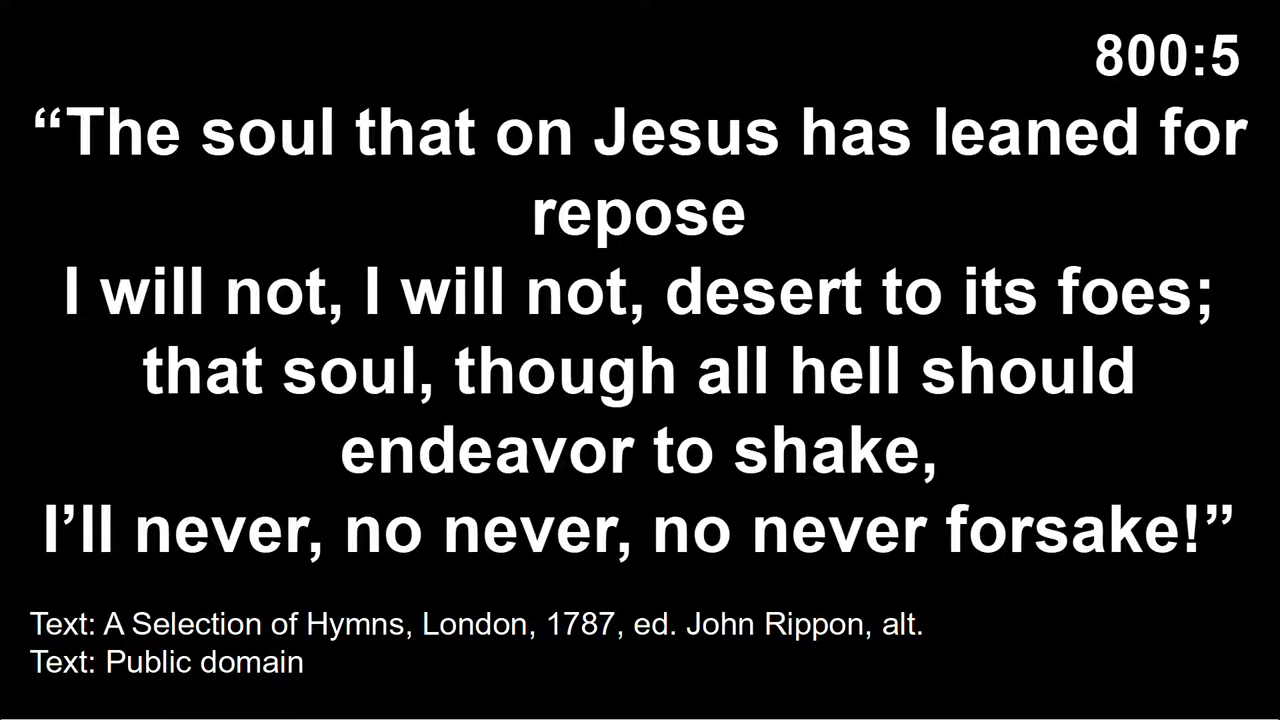 800:5
“The soul that on Jesus has leaned for
repose
I will not, I will not, desert to its foes;
that soul, though all hell should
endeavor to shake,
I’ll never, no never, no never forsake!”
Text: A Selection of Hymns, London, 1787, ed. John Rippon, alt.
Text: Public domain